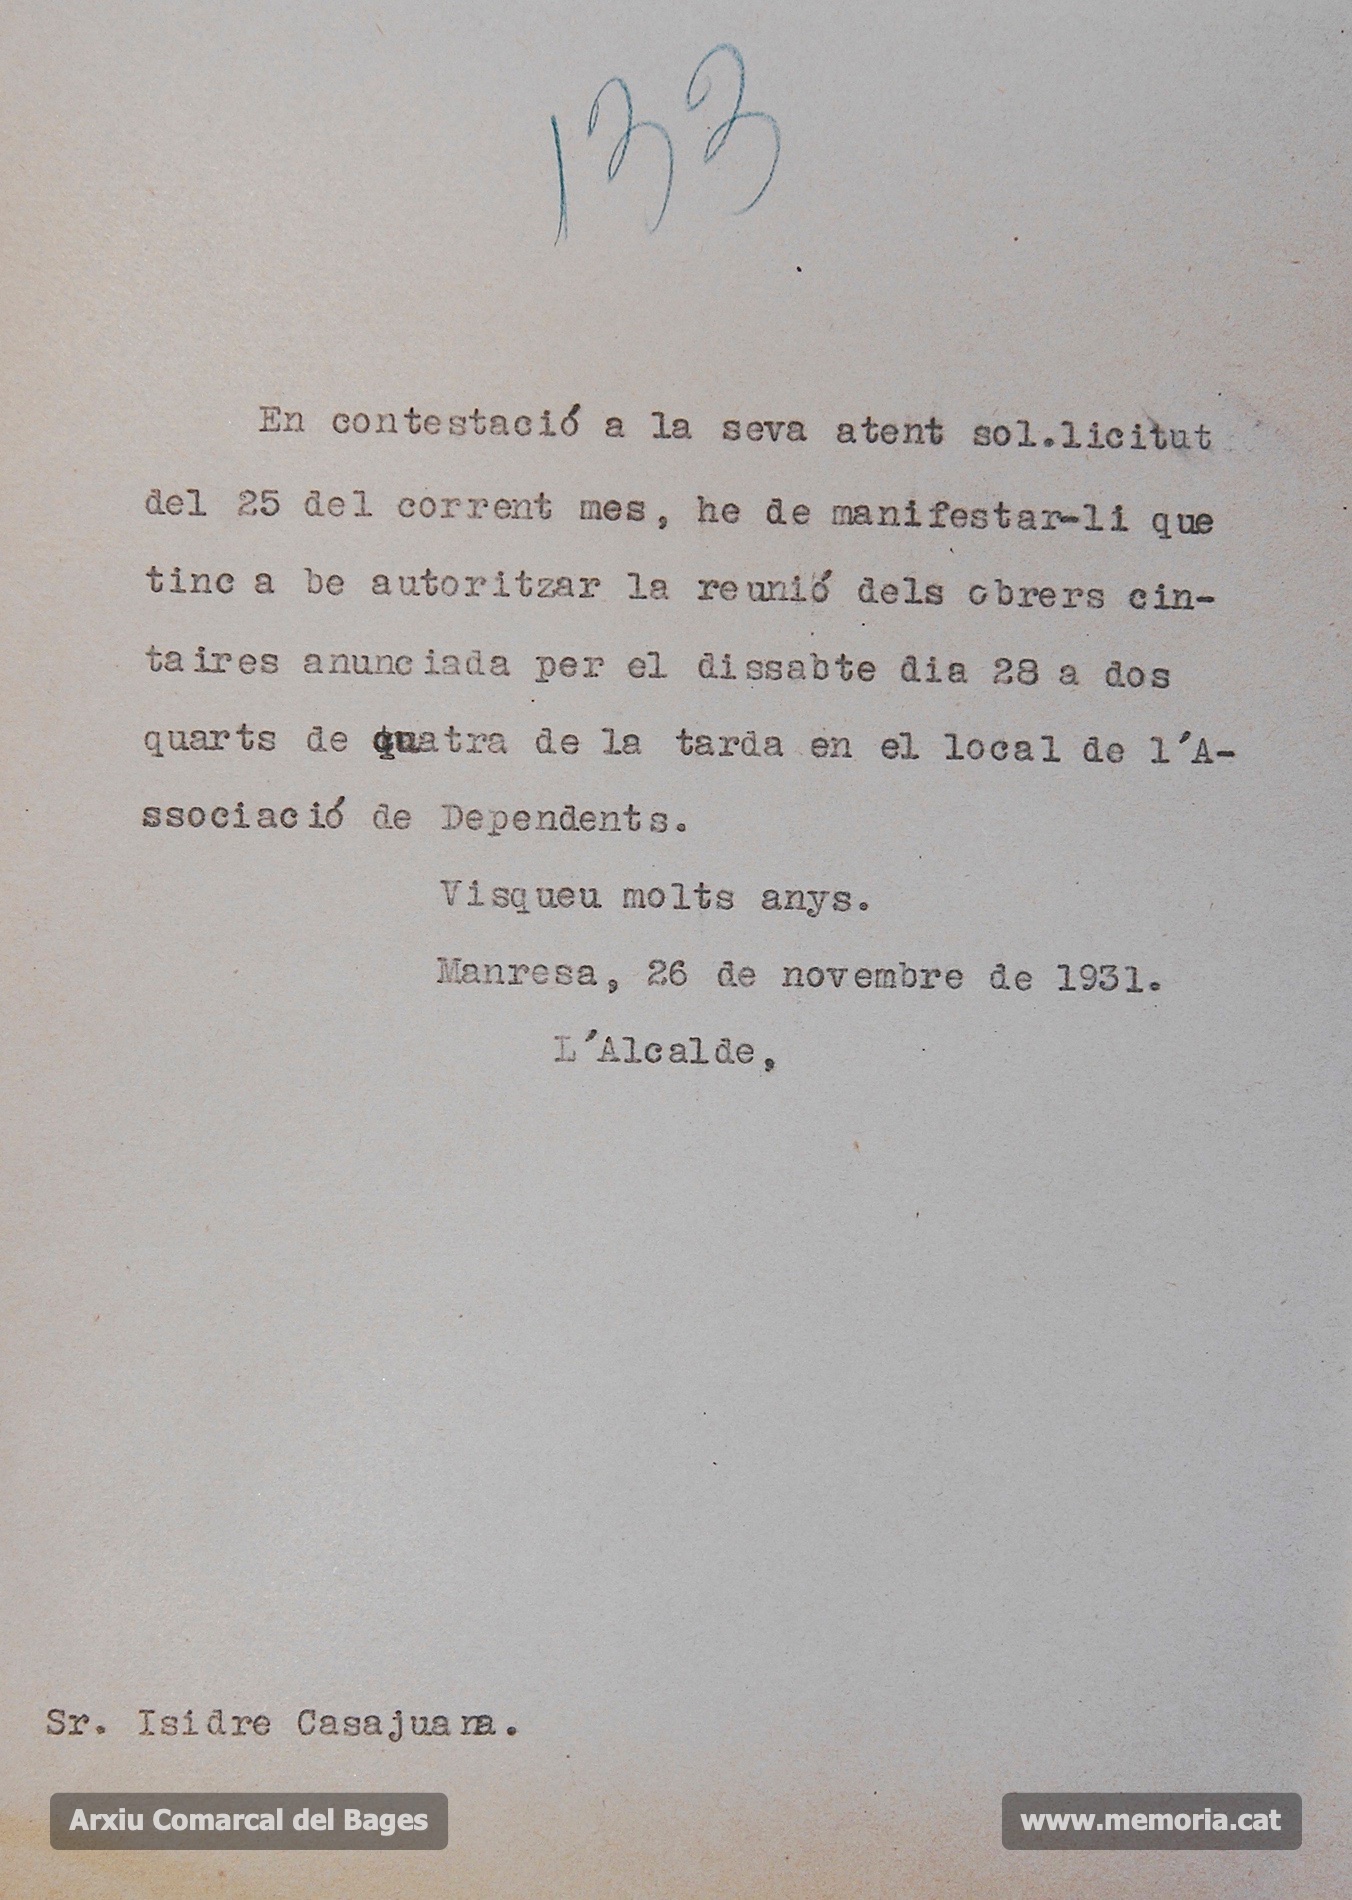 133
En contestació a la seva atent sol.licitut
del 25 del corrent mes, he de manifestar-li que
tinc a be autoritzar la reunió dels obrers cin-
taires anunciada per el dissabte dia 28 a dos
quarts de quatra de la tarda en el local de l'A-
ssociació de Dependents.
Visqueu molts anys.
Manresa, 26 de novembre de 1931.
L'Alcalde,
Sr. Isidre Casajuana.
Arxiu Comarcal del Bages
www.memoria.cat